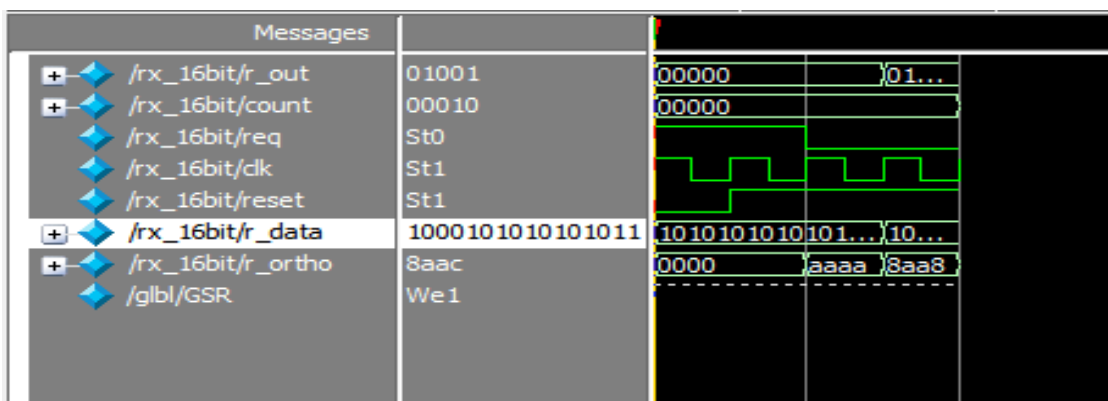 Messages
/rx_16bit/r_out 01001 00000 01...
/rx_16bit/count 00010 00000
/rx_16bit/req St0
/rx_16bit/clk St1
/rx_16bit/reset St1
/rx_16bit/r_data 1000101010101011 1010101010101... 10...
/rx_16bit/r_ortho 8aac 0000 aaaa 8aa8
/glbl/GSR We1